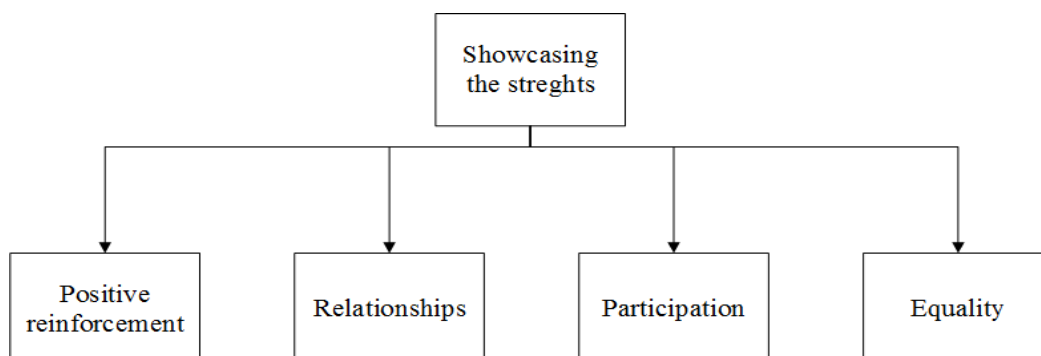 Showcasing
the streghts
Positive
reinforcement
Relationships
Participation
Equality